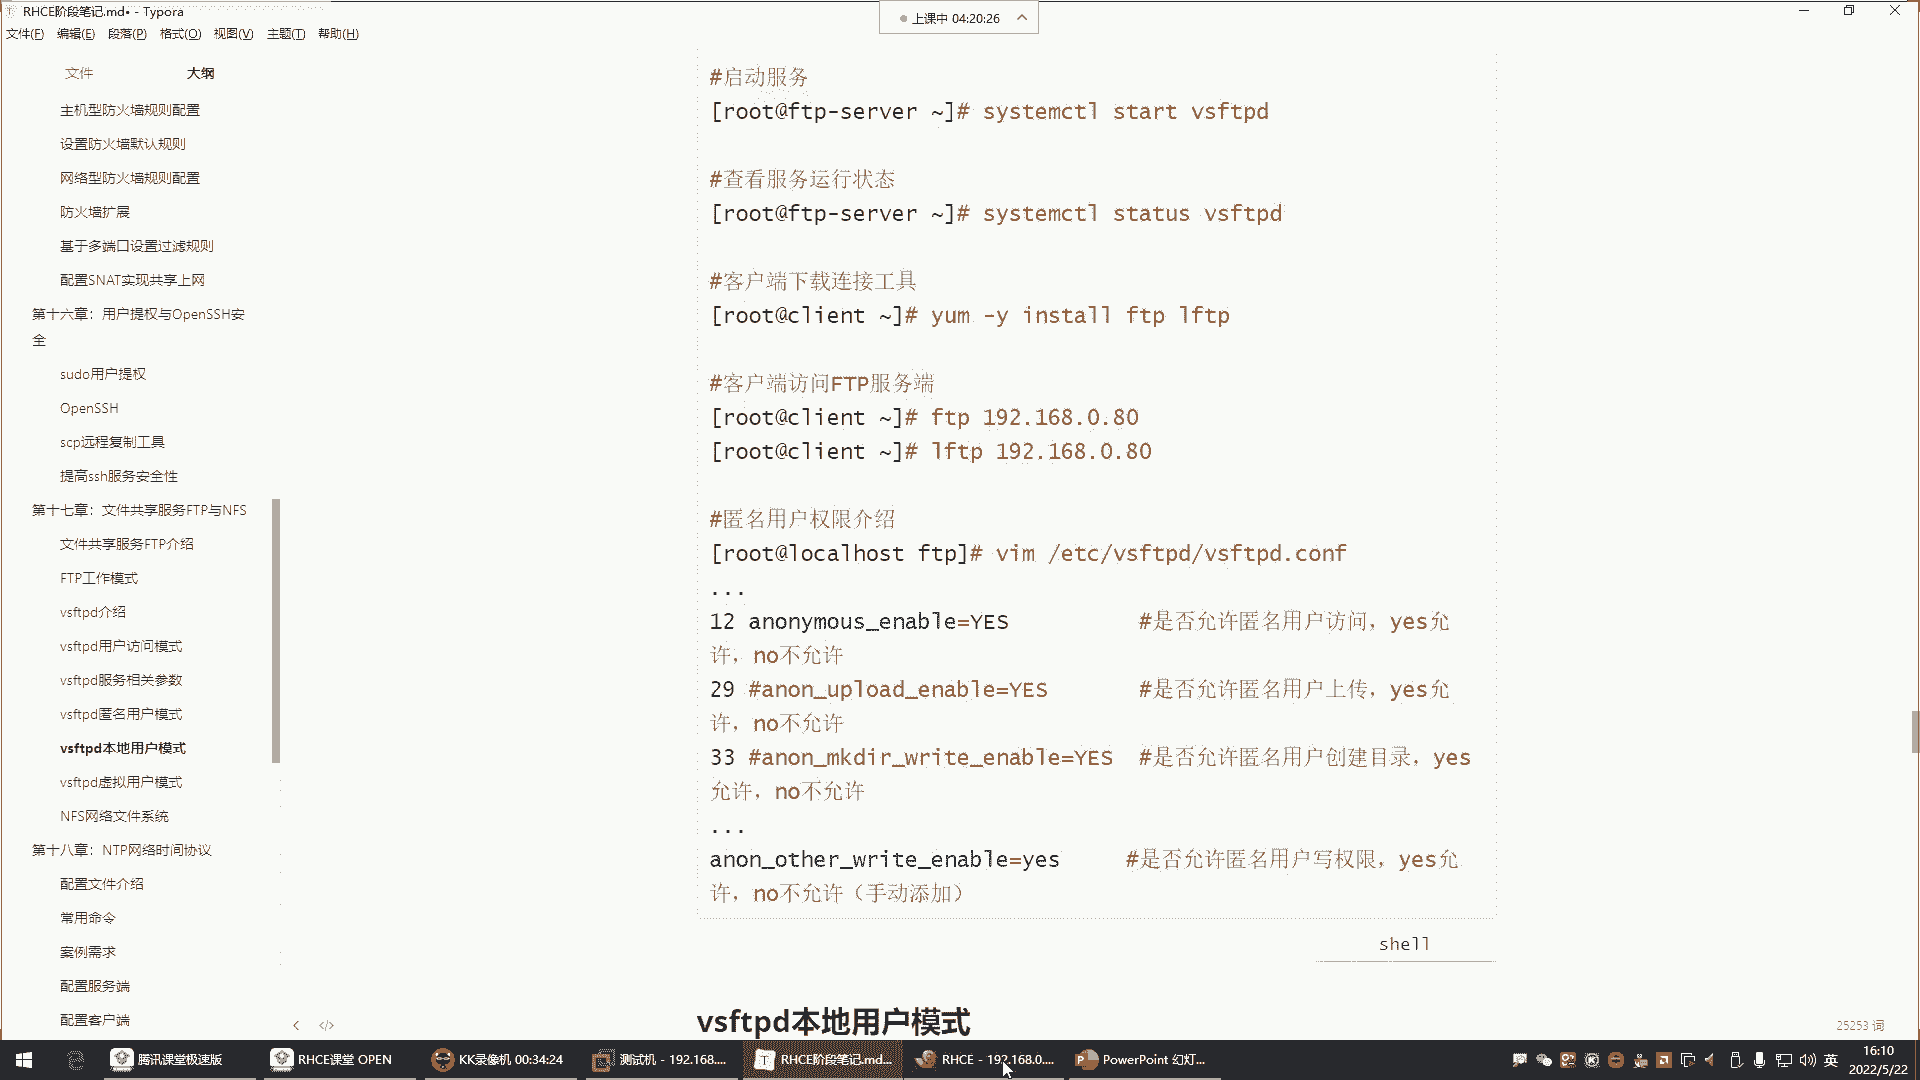 RHCE阶段笔记.md• - Typora
上课中 04:20:26
文件(F) 编辑(E) 段落(P) 格式(O) 视图(V) 主题(T) 帮助(H)
文件 大纲
主机型防火墙规则配置
设置防火墙默认规则
网络型防火墙规则配置
防火墙扩展
基于多端口设置过滤规则
配置SNAT实现共享上网
第十六章：用户提权与OpenSSH安
全
sudo用户提权
OpenSSH
scp远程复制工具
提高ssh服务安全性
第十七章：文件共享服务FTP与NFS
文件共享服务FTP介绍
FTP工作模式
vsftpd介绍
vsftpd用户访问模式
vsftpd服务相关参数
vsftpd匿名用户模式
vsftpd本地用户模式
vsftpd虚拟用户模式
NFS网络文件系统
第十八章：NTP网络时间协议
配置文件介绍
常用命令
案例需求
配置服务端
配置客户端
#启动服务
[root@ftp-server ~]# systemctl start vsftpd
#查看服务运行状态
[root@ftp-server ~]# systemctl status vsftpd
#客户端下载连接工具
[root@client ~]# yum -y install ftp lftp
#客户端访问FTP服务端
[root@client ~]# ftp 192.168.0.80
[root@client ~]# lftp 192.168.0.80
#匿名用户权限介绍
[root@localhost ftp]# vim /etc/vsftpd/vsftpd.conf
...
12 anonymous_enable=YES #是否允许匿名用户访问，yes允
许，no不允许
29 #anon_upload_enable=YES #是否允许匿名用户上传，yes允
许，no不允许
33 #anon_mkdir_write_enable=YES #是否允许匿名用户创建目录，yes
允许，no不允许
...
anon_other_write_enable=yes #是否允许匿名用户写权限，yes允
许，no不允许（手动添加）
shell
vsftpd本地用户模式
25253 词
腾讯课堂极速版
RHCE课堂 OPEN
KK录像机 00:34:24
测试机 - 192.168....
RHCE阶段笔记.md...
RHCE - 192.168.0....
PowerPoint 幻灯...
英
16:10
2022/5/22